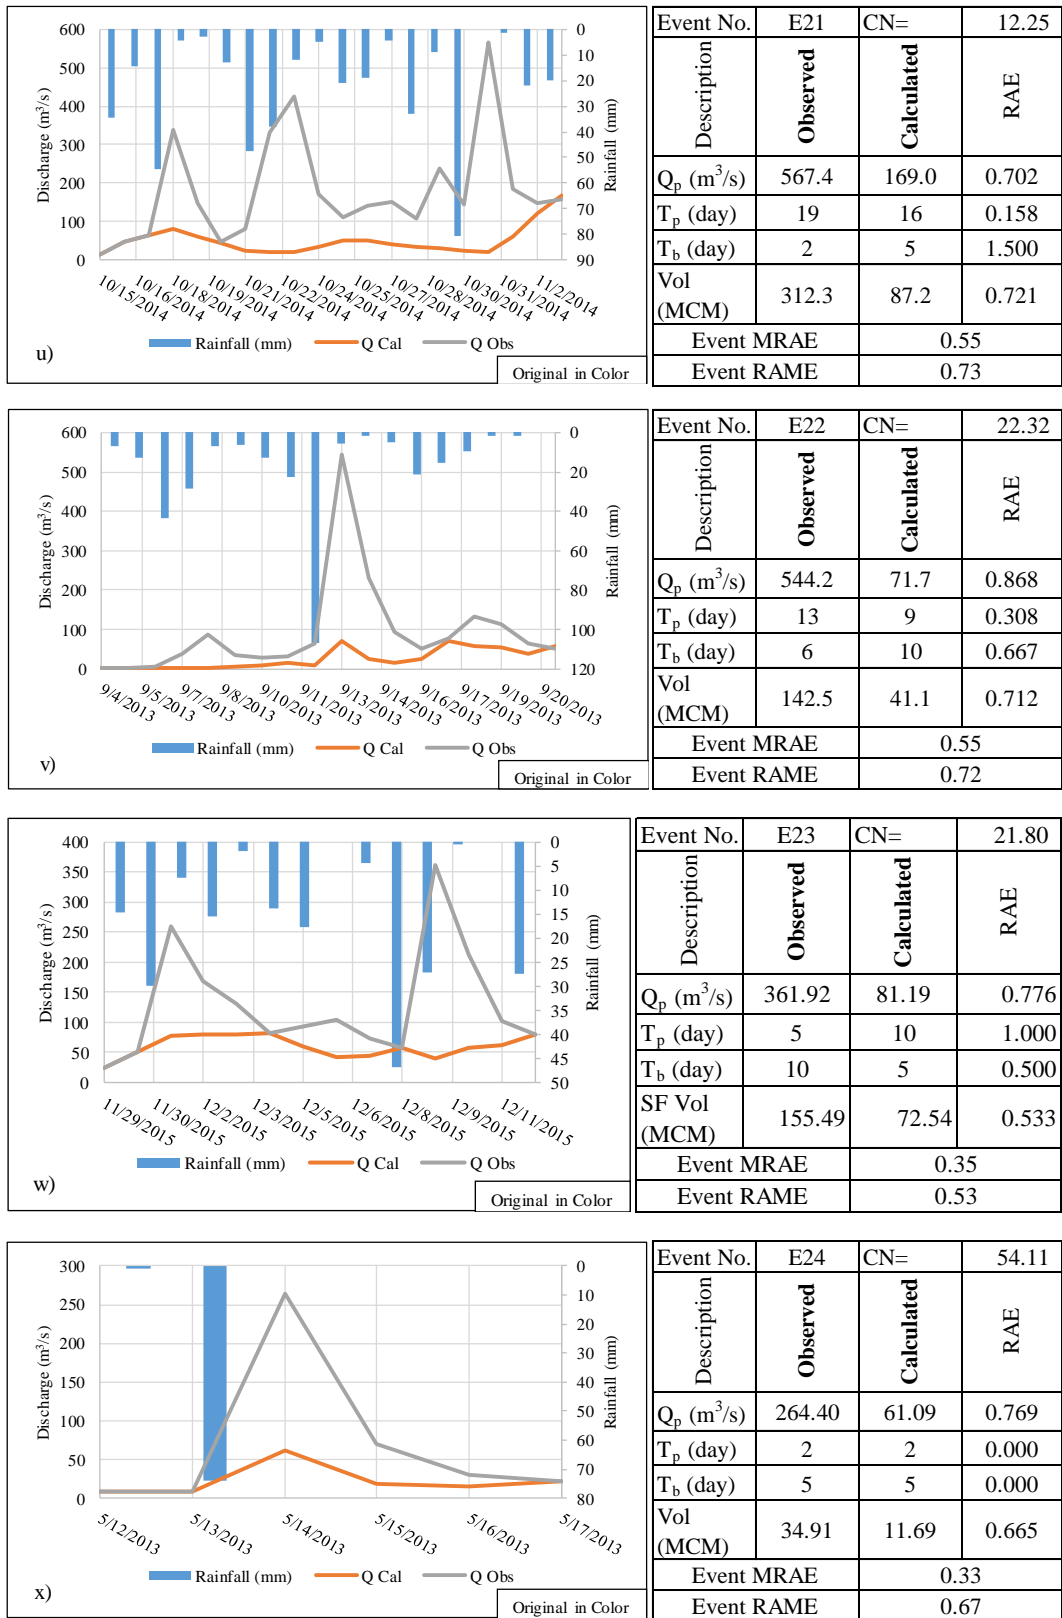 Event No. E21 CN= 12.25
Description Observed Calculated RAE
Qp (m³/s) 567.4 169.0 0.702
Tp (day) 19 16 0.158
Tb (day) 2 5 1.500
Vol (MCM) 312.3 87.2 0.721
Event MRAE 0.55
Event RAME 0.73
Discharge (m³/s)
600
500
400
300
200
100
0
Rainfall (mm)
0
10
20
30
40
50
60
70
80
90
10/15/2014 10/16/2014 10/18/2014 10/19/2014 10/21/2014 10/22/2014 10/24/2014 10/25/2014 10/27/2014 10/28/2014 10/30/2014 10/31/2014 11/2/2014
Rainfall (mm) Q Cal Q Obs
u)
Original in Color
Event No. E22 CN= 22.32
Description Observed Calculated RAE
Qp (m³/s) 544.2 71.7 0.868
Tp (day) 13 9 0.308
Tb (day) 6 10 0.667
Vol (MCM) 142.5 41.1 0.712
Event MRAE 0.55
Event RAME 0.72
Discharge (m³/s)
600
500
400
300
200
100
0
Rainfall (mm)
0
20
40
60
80
100
120
9/4/2013 9/5/2013 9/7/2013 9/8/2013 9/10/2013 9/11/2013 9/13/2013 9/14/2013 9/16/2013 9/17/2013 9/19/2013 9/20/2013
Rainfall (mm) Q Cal Q Obs
v)
Original in Color
Event No. E23 CN= 21.80
Description Observed Calculated RAE
Qp (m³/s) 361.92 81.19 0.776
Tp (day) 5 10 1.000
Tb (day) 10 5 0.500
SF Vol (MCM) 155.49 72.54 0.533
Event MRAE 0.35
Event RAME 0.53
Discharge (m³/s)
400
350
300
250
200
150
100
50
0
Rainfall (mm)
0
5
10
15
20
25
30
35
40
45
50
11/29/2015 11/30/2015 12/2/2015 12/3/2015 12/5/2015 12/6/2015 12/8/2015 12/9/2015 12/11/2015
Rainfall (mm) Q Cal Q Obs
w)
Original in Color
Event No. E24 CN= 54.11
Description Observed Calculated RAE
Qp (m³/s) 264.40 61.09 0.769
Tp (day) 2 2 0.000
Tb (day) 5 5 0.000
Vol (MCM) 34.91 11.69 0.665
Event MRAE 0.33
Event RAME 0.67
Discharge (m³/s)
300
250
200
150
100
50
0
Rainfall (mm)
0
10
20
30
40
50
60
70
80
5/12/2013 5/13/2013 5/14/2013 5/15/2013 5/16/2013 5/17/2013
Rainfall (mm) Q Cal Q Obs
x)
Original in Color